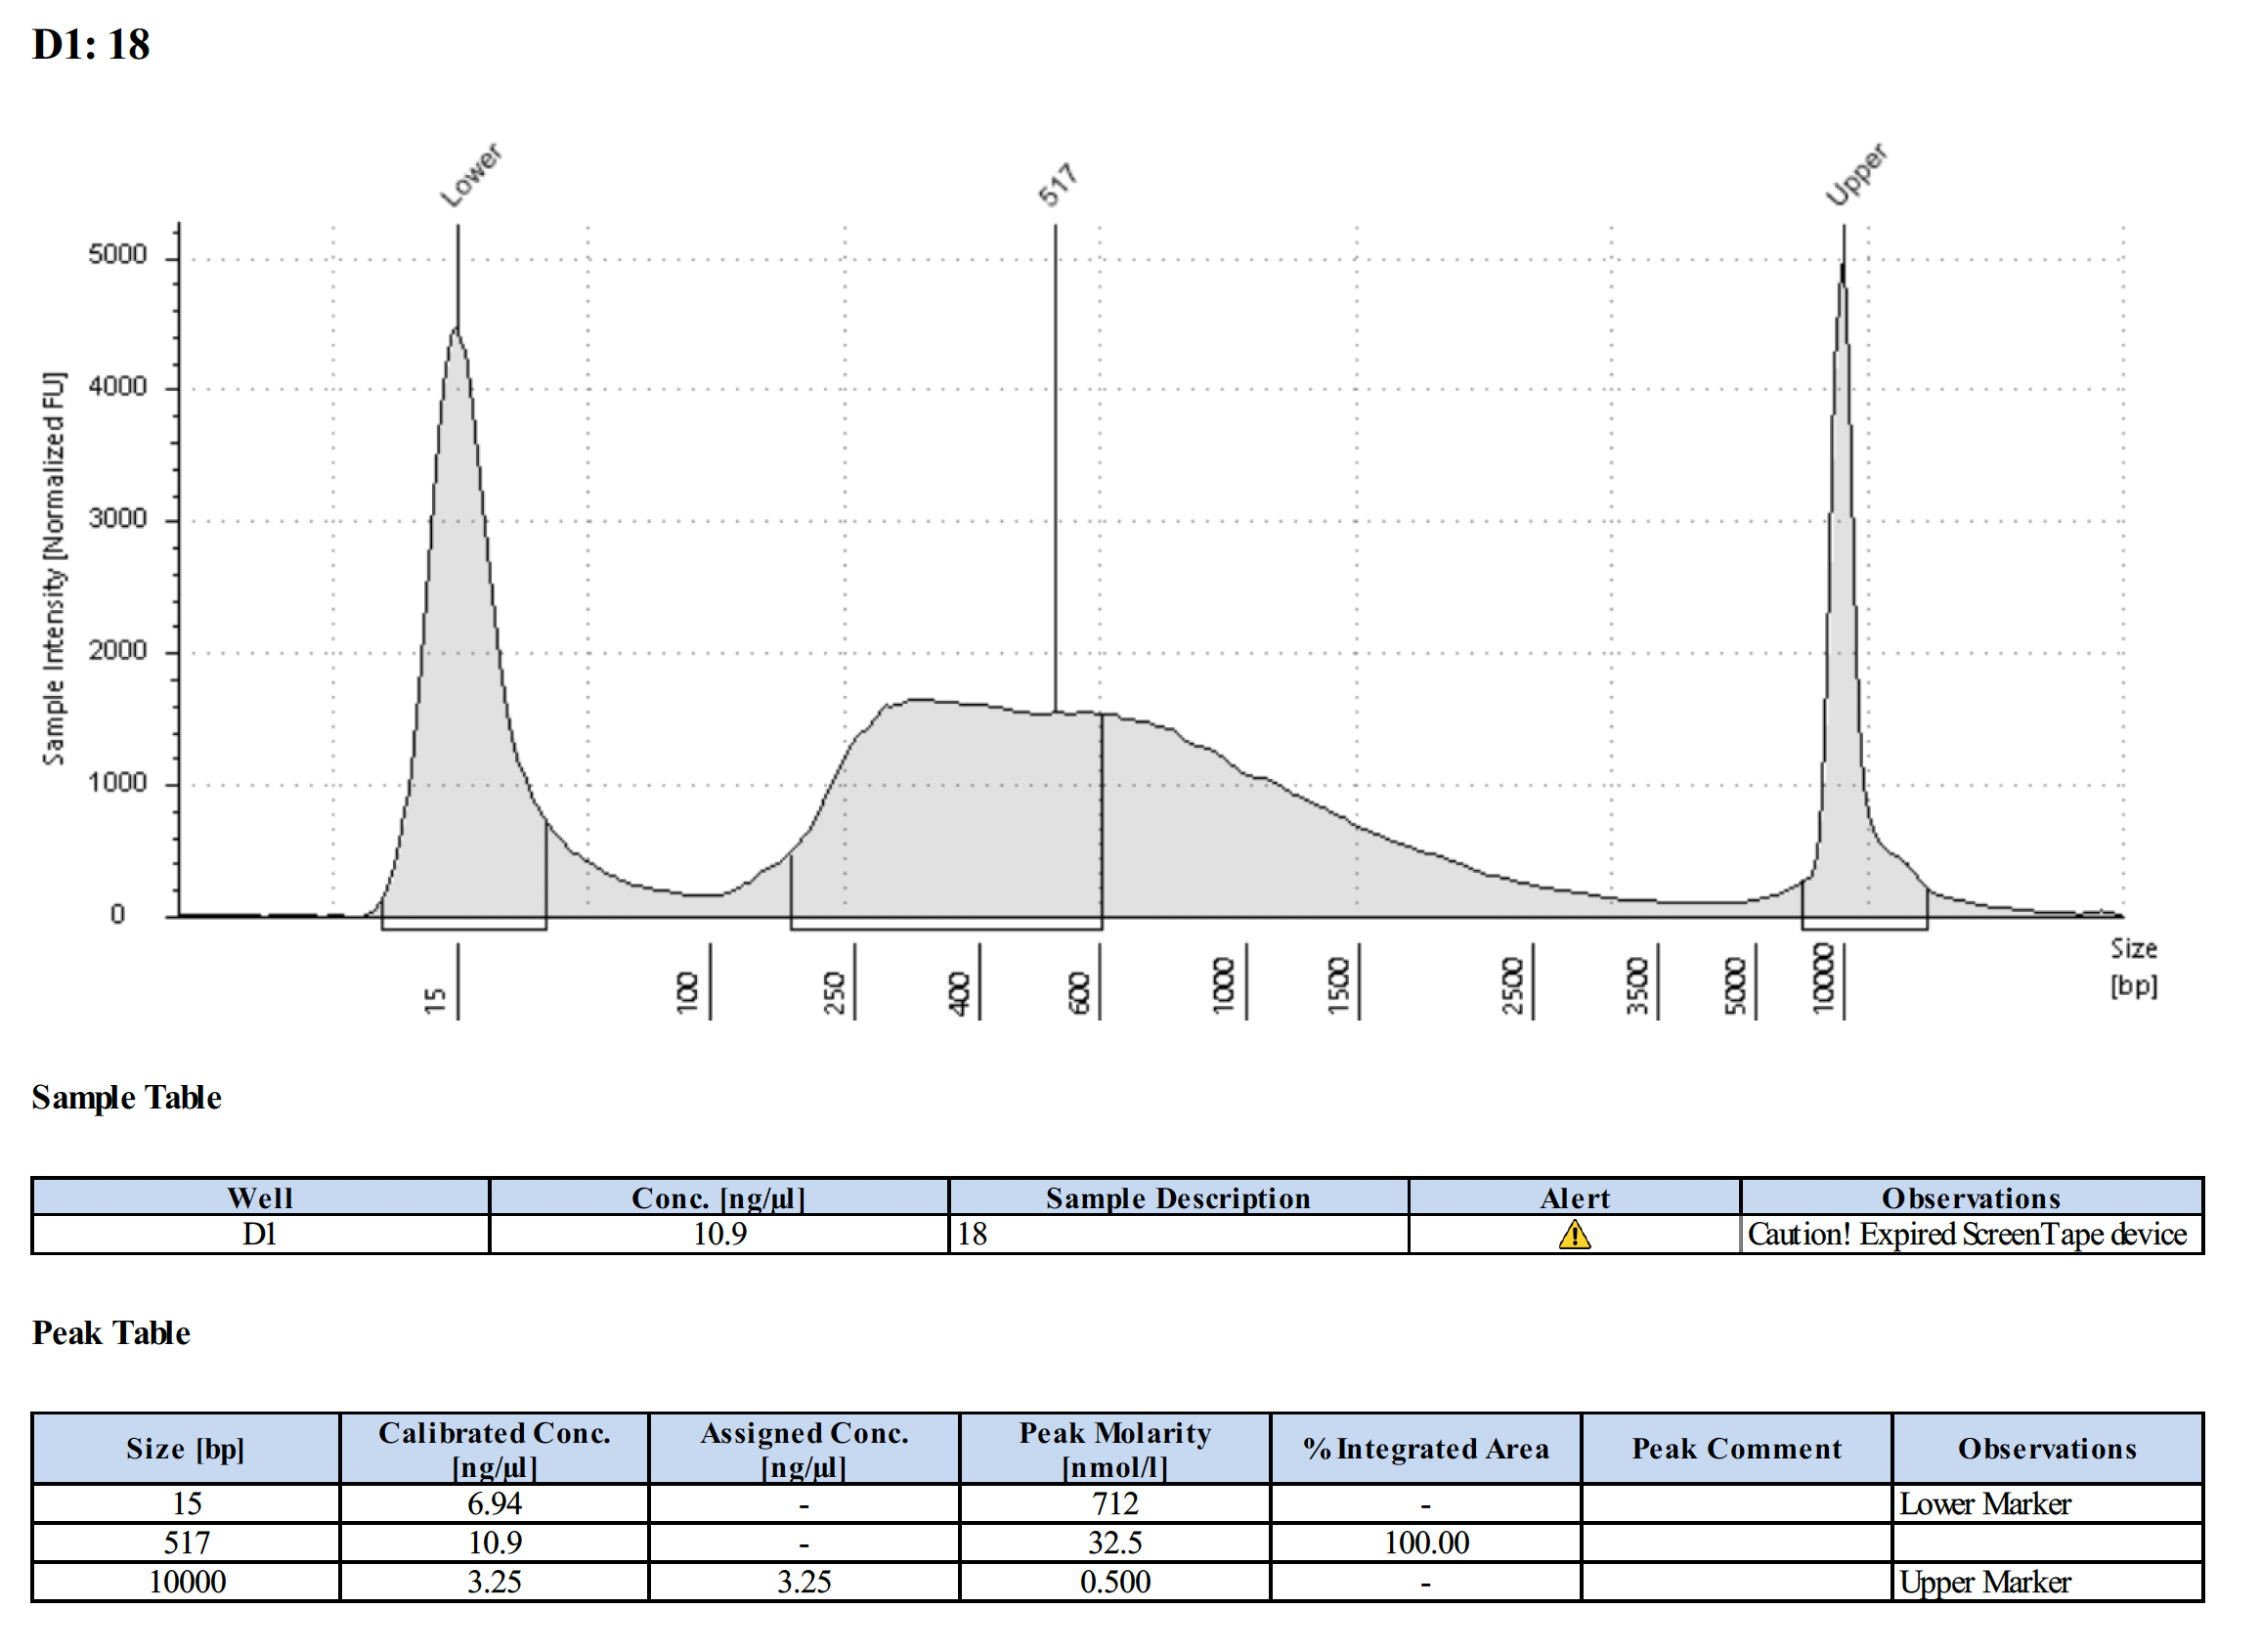 D1: 18
Lower
517
Upper
Sample Intensity [Normalized FU]
5000
4000
3000
2000
1000
0
15
100
250
400
600
1000
1500
2500
3500
5000
10000
Size
[bp]
Sample Table
Well Conc. [ng/µl] Sample Description Alert Observations
D1 10.9 18 Caution! Expired ScreenTape device
Peak Table
Size [bp] Calibrated Conc. [ng/µl] Assigned Conc. [ng/µl] Peak Molarity [nmol/l] % Integrated Area Peak Comment Observations
15 6.94 - 712 - Lower Marker
517 10.9 - 32.5 100.00
10000 3.25 3.25 0.500 - Upper Marker